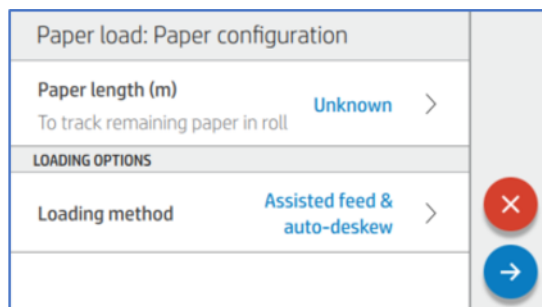 Paper load: Paper configuration
Paper length (m)
To track remaining paper in roll
Unknown
LOADING OPTIONS
Loading method
Assisted feed &
auto-deskew